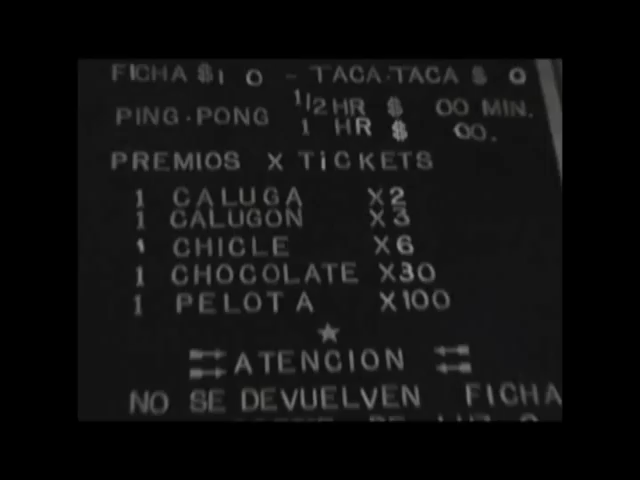 FICHA $1 0 - TACA-TACA $ 0
PING-PONG 1/2 HR $ 00 MIN.
1 HR $ 00.
PREMIOS X TICKETS
1 CALUGA X2
1 CALUGON X3
1 CHICLE X6
1 CHOCOLATE X30
1 PELOTA X100
ATENCION
NO SE DEVUELVEN FICHA